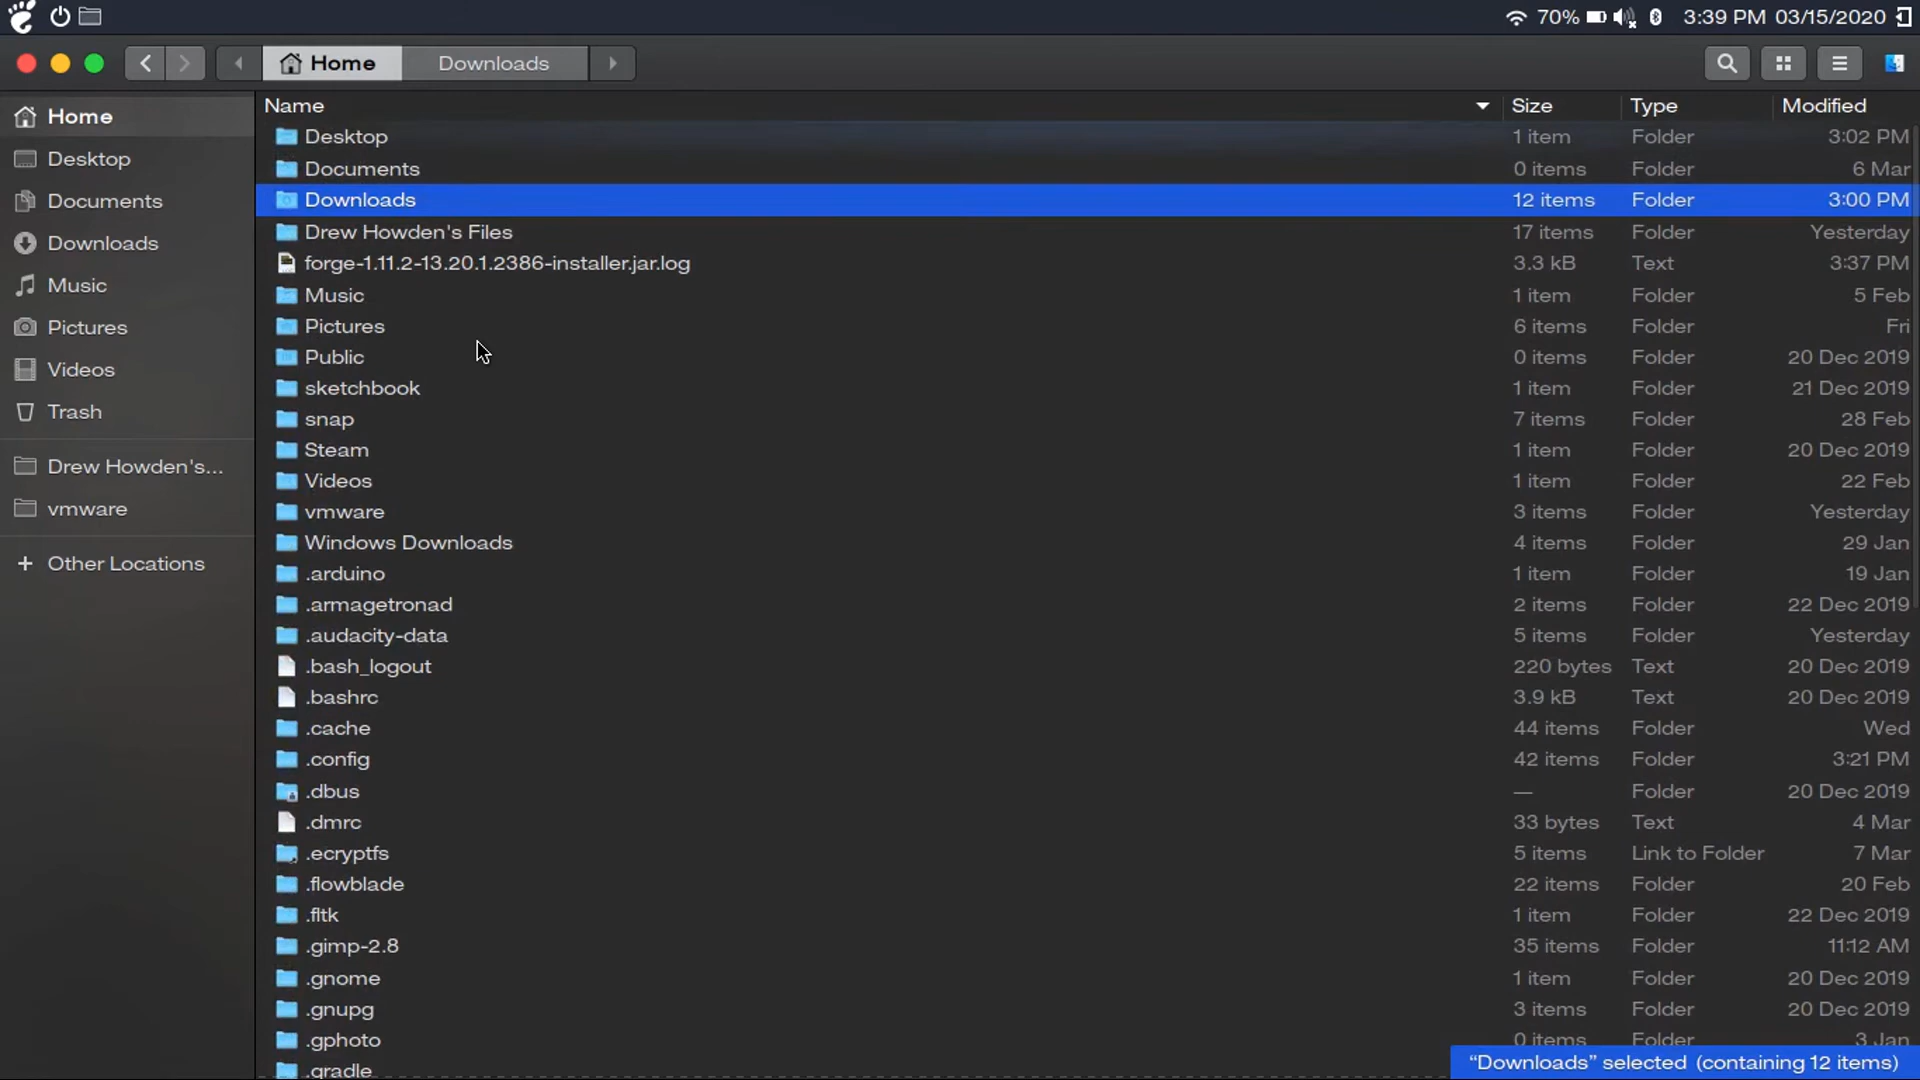 70% 3:39 PM 03/15/2020
Home Downloads
Home
Desktop
Documents
Downloads
Music
Pictures
Videos
Trash
Drew Howden's...
vmware
+ Other Locations
Name Size Type Modified
Desktop 1 item Folder 3:02 PM
Documents 0 items Folder 6 Mar
Downloads 12 items Folder 3:00 PM
Drew Howden's Files 17 items Folder Yesterday
forge-1.11.2-13.20.1.2386-installer.jar.log 3.3 kB Text 3:37 PM
Music 1 item Folder 5 Feb
Pictures 6 items Folder Fri
Public 0 items Folder 20 Dec 2019
sketchbook 1 item Folder 21 Dec 2019
snap 7 items Folder 28 Feb
Steam 1 item Folder 20 Dec 2019
Videos 1 item Folder 22 Feb
vmware 3 items Folder Yesterday
Windows Downloads 4 items Folder 29 Jan
.arduino 1 item Folder 19 Jan
.armagetronad 2 items Folder 22 Dec 2019
.audacity-data 5 items Folder Yesterday
.bash_logout 220 bytes Text 20 Dec 2019
.bashrc 3.9 kB Text 20 Dec 2019
.cache 44 items Folder Wed
.config 42 items Folder 3:21 PM
.dbus — Folder 20 Dec 2019
.dmrc 33 bytes Text 4 Mar
.ecryptfs 5 items Link to Folder 7 Mar
.flowblade 22 items Folder 20 Feb
.fltk 1 item Folder 22 Dec 2019
.gimp-2.8 35 items Folder 11:12 AM
.gnome 1 item Folder 20 Dec 2019
.gnupg 3 items Folder 20 Dec 2019
.gphoto 0 items Folder 3 Jan
.gradle
“Downloads” selected (containing 12 items)